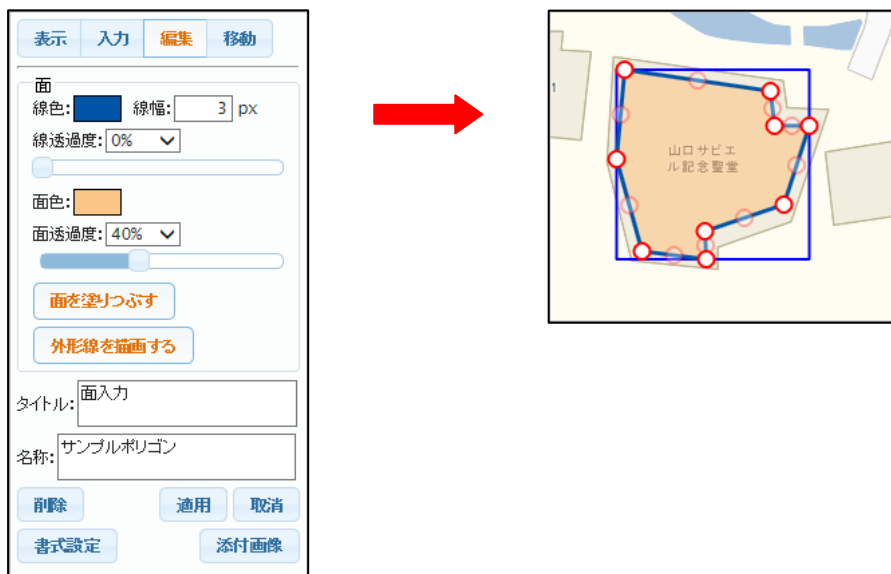 表示 入力 編集 移動
面
線色: 線幅: 3 px
線透過度: 0%
面色:
面透過度: 40%
面を塗りつぶす
外形線を描画する
タイトル: 面入力
名称: サンプルポリゴン
削除 適用 取消
書式設定 添付画像
1
山口サビエ
ル記念聖堂